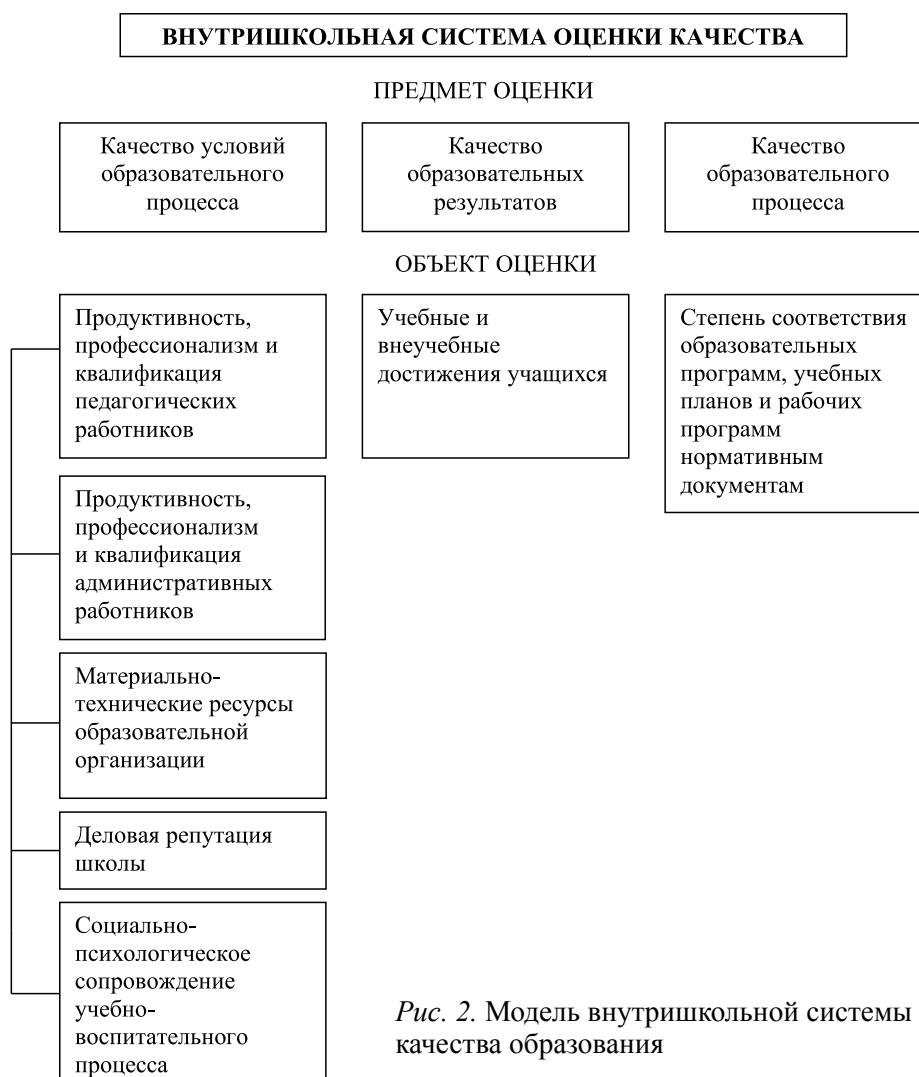 ВНУТРИШКОЛЬНАЯ СИСТЕМА ОЦЕНКИ КАЧЕСТВА
ПРЕДМЕТ ОЦЕНКИ
Качество условий
образовательного
процесса
Качество
образовательных
результатов
Качество
образовательного
процесса
ОБЪЕКТ ОЦЕНКИ
Продуктивность,
профессионализм и
квалификация
педагогических
работников
Учебные и
внеучебные
достижения учащихся
Степень соответствия
образовательных
программ, учебных
планов и рабочих
программ
нормативным
документам
Продуктивность,
профессионализм
и квалификация
административных
работников
Материально-
технические ресурсы
образовательной
организации
Деловая репутация
школы
Социально-
психологическое
сопровождение
учебно-
воспитательного
процесса
Рис. 2. Модель внутришкольной системы
качества образования